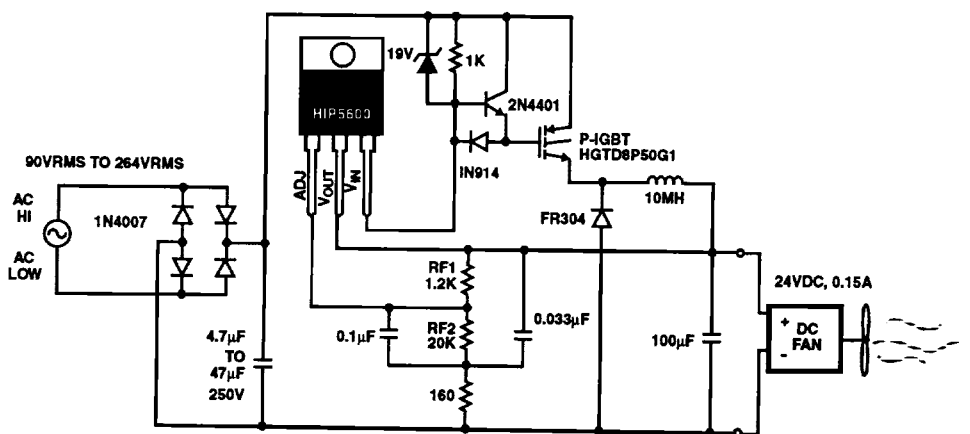 19V
1K
2N4401
HIP5600
P-IGBT
HGTD8P50G1
IN914
90VRMS TO 264VRMS
ADJ
VOUT
VIN
AC
HI
1N4007
AC
LOW
10MH
FR304
RF1
1.2K
24VDC, 0.15A
0.1µF
RF2
20K
0.033µF
100µF
+
-
DC
FAN
4.7µF
TO
47µF
250V
160